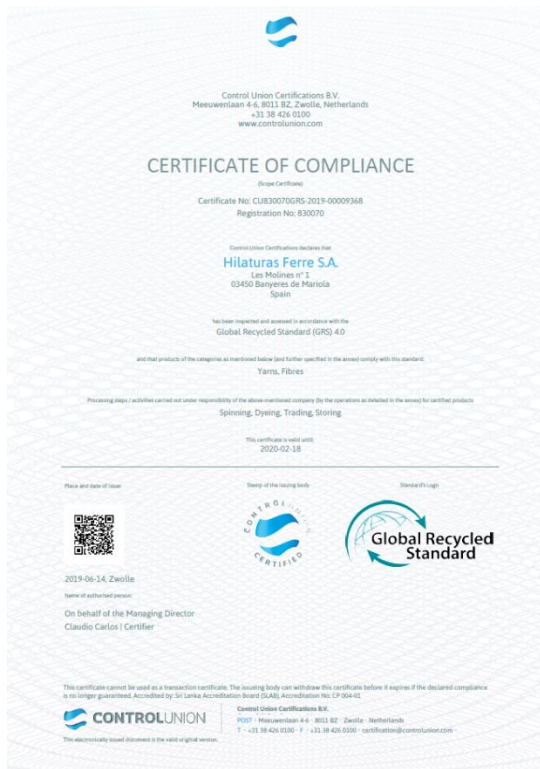 Control Union Certifications B.V.
Meeuwenlaan 4-6, 8011 BZ, Zwolle, Netherlands
+31 38 426 0100
www.controlunion.com
CERTIFICATE OF COMPLIANCE
(Scope Certificate)
Certificate No: CU830070GRS-2019-00009368
Registration No: 830070
Control Union Certifications declares that
Hilaturas Ferre S.A.
Les Molines nº 1
03450 Banyeres de Mariola
Spain
has been inspected and assessed in accordance with the
Global Recycled Standard (GRS) 4.0
and that products of the categories as mentioned below (and further specified in the annex) comply with this standard:
Yarns, Fibres
Processing steps / activities carried out under responsibility of the above mentioned company (by the operations as detailed in the annex) for certified products
Spinning, Dyeing, Trading, Storing
This certificate is valid until:
2020-02-18
Place and date of issue:
Stamp of the issuing body
Standard's Logo
CONTROLUNION
CERTIFIED
Global Recycled
Standard
2019-06-14, Zwolle
Name of authorised person:
On behalf of the Managing Director
Claudio Carlos | Certifier
This certificate cannot be used as a transaction certificate. The issuing body can withdraw this certificate before it expires if the declared compliance
is no longer guaranteed. Accredited by: Sri Lanka Accreditation Board (SLAB), Accreditation No: CP 004-01
CONTROLUNION
This electronically issued document is the valid original version.
Control Union Certifications B.V.
POST · Meeuwenlaan 4-6 · 8011 BZ · Zwolle · Netherlands
T · +31 38 426 0100 · F · +31 38 426 0100 · certification@controlunion.com ·